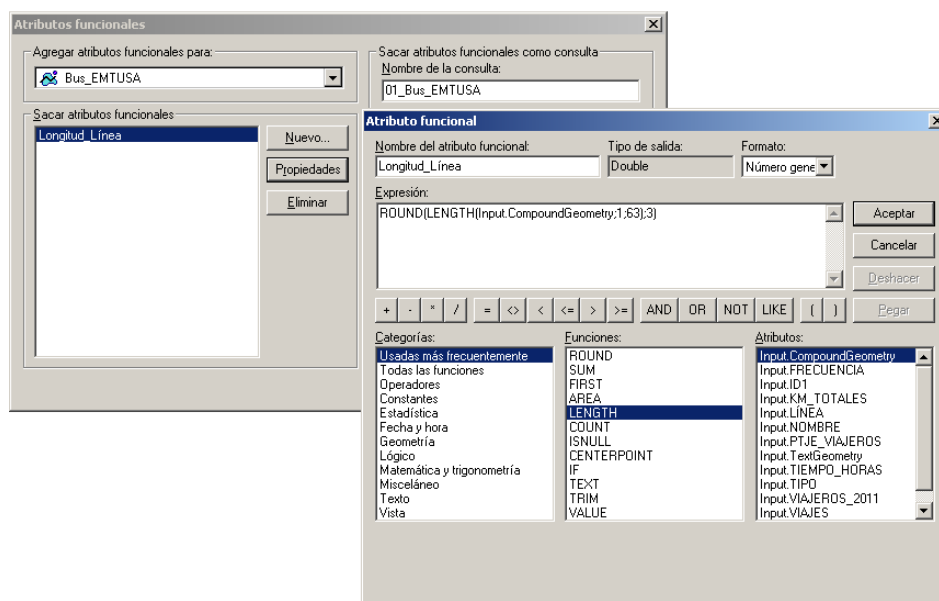 Atributos funcionales
Agregar atributos funcionales para:
Bus_EMTUSA
Sacar atributos funcionales como consulta
Nombre de la consulta:
01_Bus_EMTUSA
Sacar atributos funcionales
Longitud_Línea
Nuevo...
Propiedades
Eliminar
Atributo funcional
Nombre del atributo funcional:
Tipo de salida:
Formato:
Longitud_Línea
Double
Número gene
Expresión:
ROUND(LENGTH(Input.CompoundGeometry;1;63);3)
Aceptar
Cancelar
Deshacer
Pegar
+ - * / = <> < <= > >= AND OR NOT LIKE ( )
Categorías:
Usadas más frecuentemente
Todas las funciones
Operadores
Constantes
Estadística
Fecha y hora
Geometría
Lógico
Matemática y trigonometría
Misceláneo
Texto
Vista
Funciones:
ROUND
SUM
FIRST
AREA
LENGTH
COUNT
ISNULL
CENTERPOINT
IF
TEXT
TRIM
VALUE
Atributos:
Input.CompoundGeometry
Input.FRECUENCIA
Input.ID1
Input.KM_TOTALES
Input.LÍNEA
Input.NOMBRE
Input.PTJE_VIAJEROS
Input.TextGeometry
Input.TIEMPO_HORAS
Input.TIPO
Input.VIAJEROS_2011
Input.VIAJES